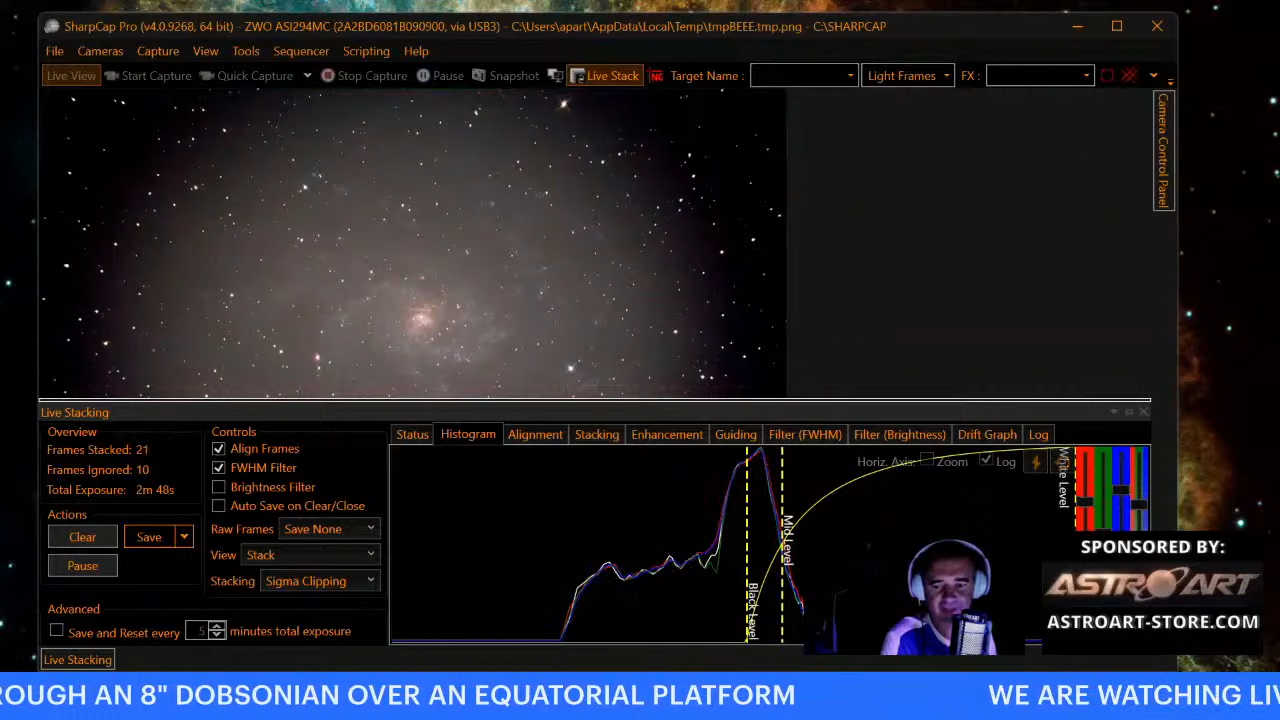 SharpCap Pro (v4.0.9268, 64 bit) - ZWO ASI294MC (2A2BD6081B090900, via USB3) - C:\Users\apart\AppData\Local\Temp\tmpBEEE.tmp.png - C:\SHARPCAP
File Cameras Capture View Tools Sequencer Scripting Help
Live View Start Capture Quick Capture Stop Capture Pause Snapshot Live Stack NG Target Name : Light Frames FX :
Camera Control Panel
Live Stacking
Overview
Frames Stacked: 21
Frames Ignored: 10
Total Exposure: 2m 48s
Actions
Clear Save
Pause
Controls
Align Frames
FWHM Filter
Brightness Filter
Auto Save on Clear/Close
Raw Frames Save None
View Stack
Stacking Sigma Clipping
Advanced
Save and Reset every 5 minutes total exposure
Status Histogram Alignment Stacking Enhancement Guiding Filter (FWHM) Filter (Brightness) Drift Graph Log
Horiz. Axis: Zoom Log
Black Level
Mid Level
White Level
Live Stacking
SPONSORED BY:
ASTROART
ASTROART-STORE.COM
ROUGH AN 8" DOBSONIAN OVER AN EQUATORIAL PLATFORM WE ARE WATCHING LIV